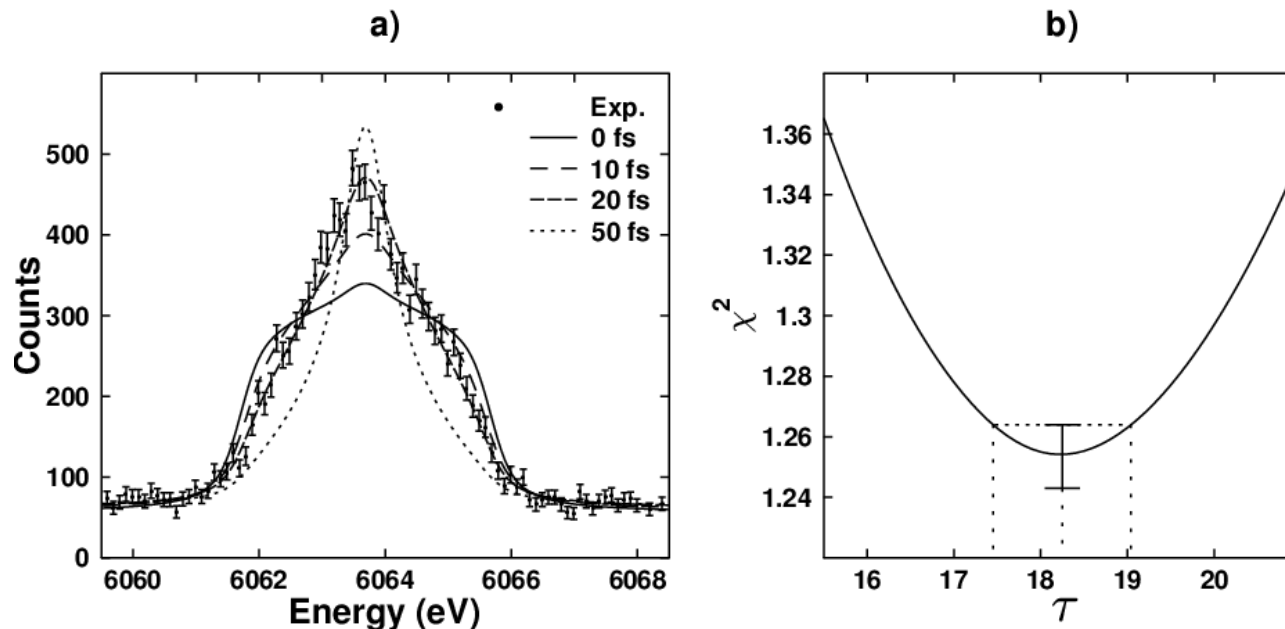 a)
Counts
500
400
300
200
100
0
6060 6062 6064 6066 6068
Energy (eV)
Exp.
0 fs
10 fs
20 fs
50 fs
b)
χ²
1.36
1.34
1.32
1.3
1.28
1.26
1.24
16 17 18 19 20
τ